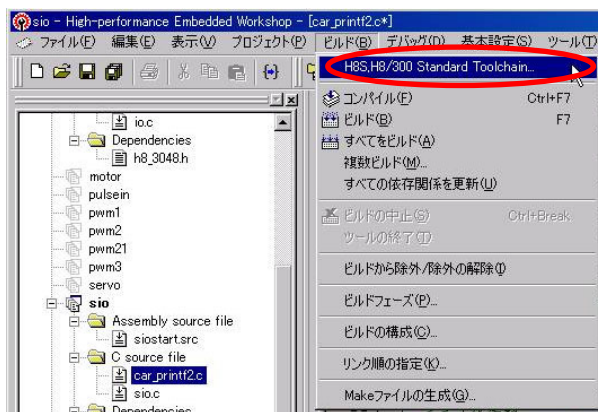 sio - High-performance Embedded Workshop - [car_printf2.c*]
ファイル(F) 編集(E) 表示(V) プロジェクト(P) ビルド(B) デバッグ(D) 基本設定(S) ツール(T)
H8S,H8/300 Standard Toolchain...
コンパイル(F) Ctrl+F7
ビルド(B) F7
すべてをビルド(A)
複数ビルド(M)...
すべての依存関係を更新(U)
ビルドの中止(S) Ctrl+Break
ツールの終了(T)
ビルドから除外/除外の解除(I)
ビルドフェーズ(P)...
ビルドの構成(C)...
リンク順の指定(K)...
Makeファイルの生成(G)...
io.c
Dependencies
h8_3048.h
motor
pulsein
pwm1
pwm2
pwm21
pwm3
servo
sio
Assembly source file
siostart.src
C source file
car_printf2.c
sio.c
Dependencies